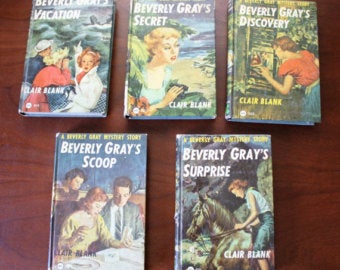 BEVERLY GRAY'S
VACATION
CLAIR BLANK
BEVERLY GRAY'S
SECRET
CLAIR BLANK
A BEVERLY GRAY MYSTERY STORY
BEVERLY GRAY'S
DISCOVERY
CLAIR BLANK
A BEVERLY GRAY MYSTERY STORY
BEVERLY GRAY'S
SCOOP
CLAIR BLANK
A BEVERLY GRAY MYSTERY STORY
BEVERLY GRAY'S
SURPRISE
CLAIR BLANK